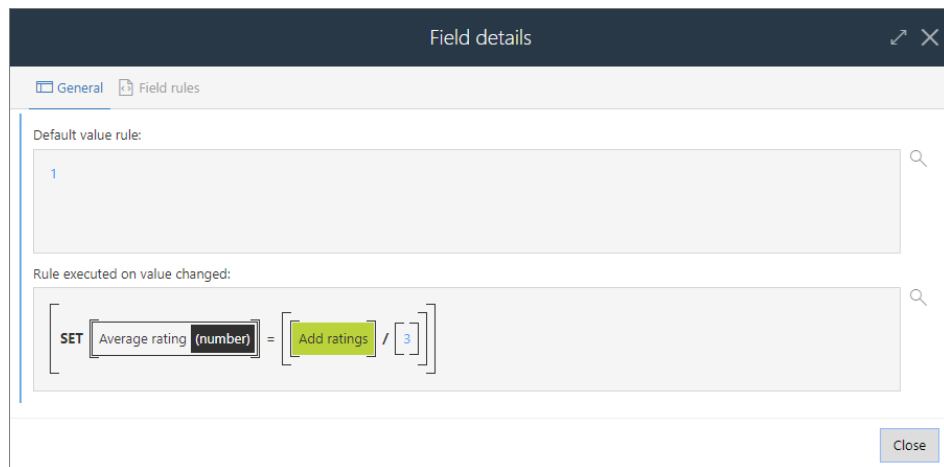 Field details
General Field rules
Default value rule:
1
Rule executed on value changed:
SET Average rating (number) = Add ratings / 3
Close